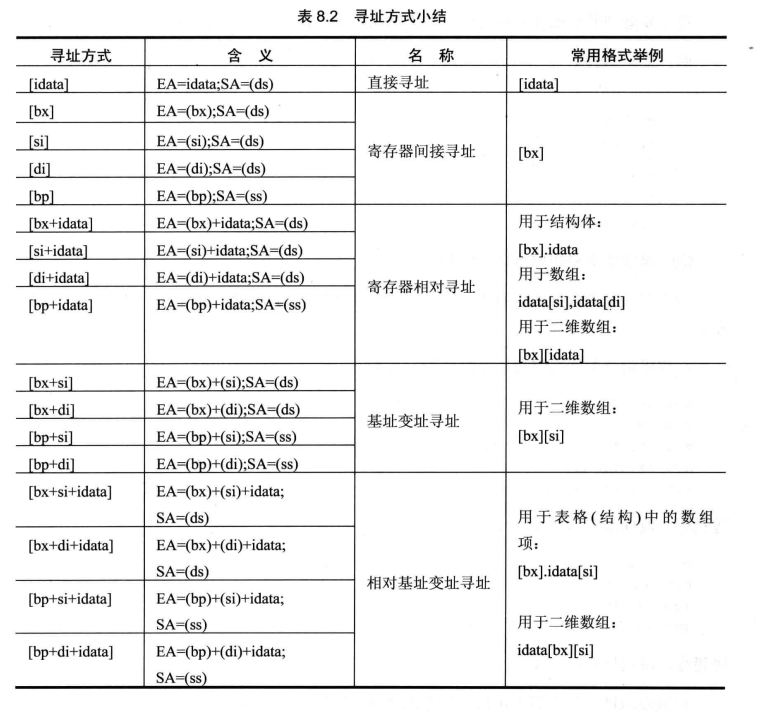 表 8.2 寻址方式小结
寻址方式 含 义 名 称 常用格式举例
[idata] EA=idata;SA=(ds) 直接寻址 [idata]
[bx] EA=(bx);SA=(ds)
[si] EA=(si);SA=(ds)
寄存器间接寻址 [bx]
[di] EA=(di);SA=(ds)
[bp] EA=(bp);SA=(ss)
[bx+idata] EA=(bx)+idata;SA=(ds) 用于结构体：
[si+idata] EA=(si)+idata;SA=(ds) [bx].idata
[di+idata] EA=(di)+idata;SA=(ds) 用于数组：
寄存器相对寻址
[bp+idata] EA=(bp)+idata;SA=(ss) idata[si],idata[di]
用于二维数组：
[bx][idata]
[bx+si] EA=(bx)+(si);SA=(ds)
[bx+di] EA=(bx)+(di);SA=(ds) 用于二维数组：
基址变址寻址
[bp+si] EA=(bp)+(si);SA=(ss) [bx][si]
[bp+di] EA=(bp)+(di);SA=(ss)
[bx+si+idata] EA=(bx)+(si)+idata;
SA=(ds) 用于表格(结构)中的数组
[bx+di+idata] EA=(bx)+(di)+idata; 项：
SA=(ds) [bx].idata[si]
相对基址变址寻址
[bp+si+idata] EA=(bp)+(si)+idata;
SA=(ss) 用于二维数组：
[bp+di+idata] EA=(bp)+(di)+idata; idata[bx][si]
SA=(ss)